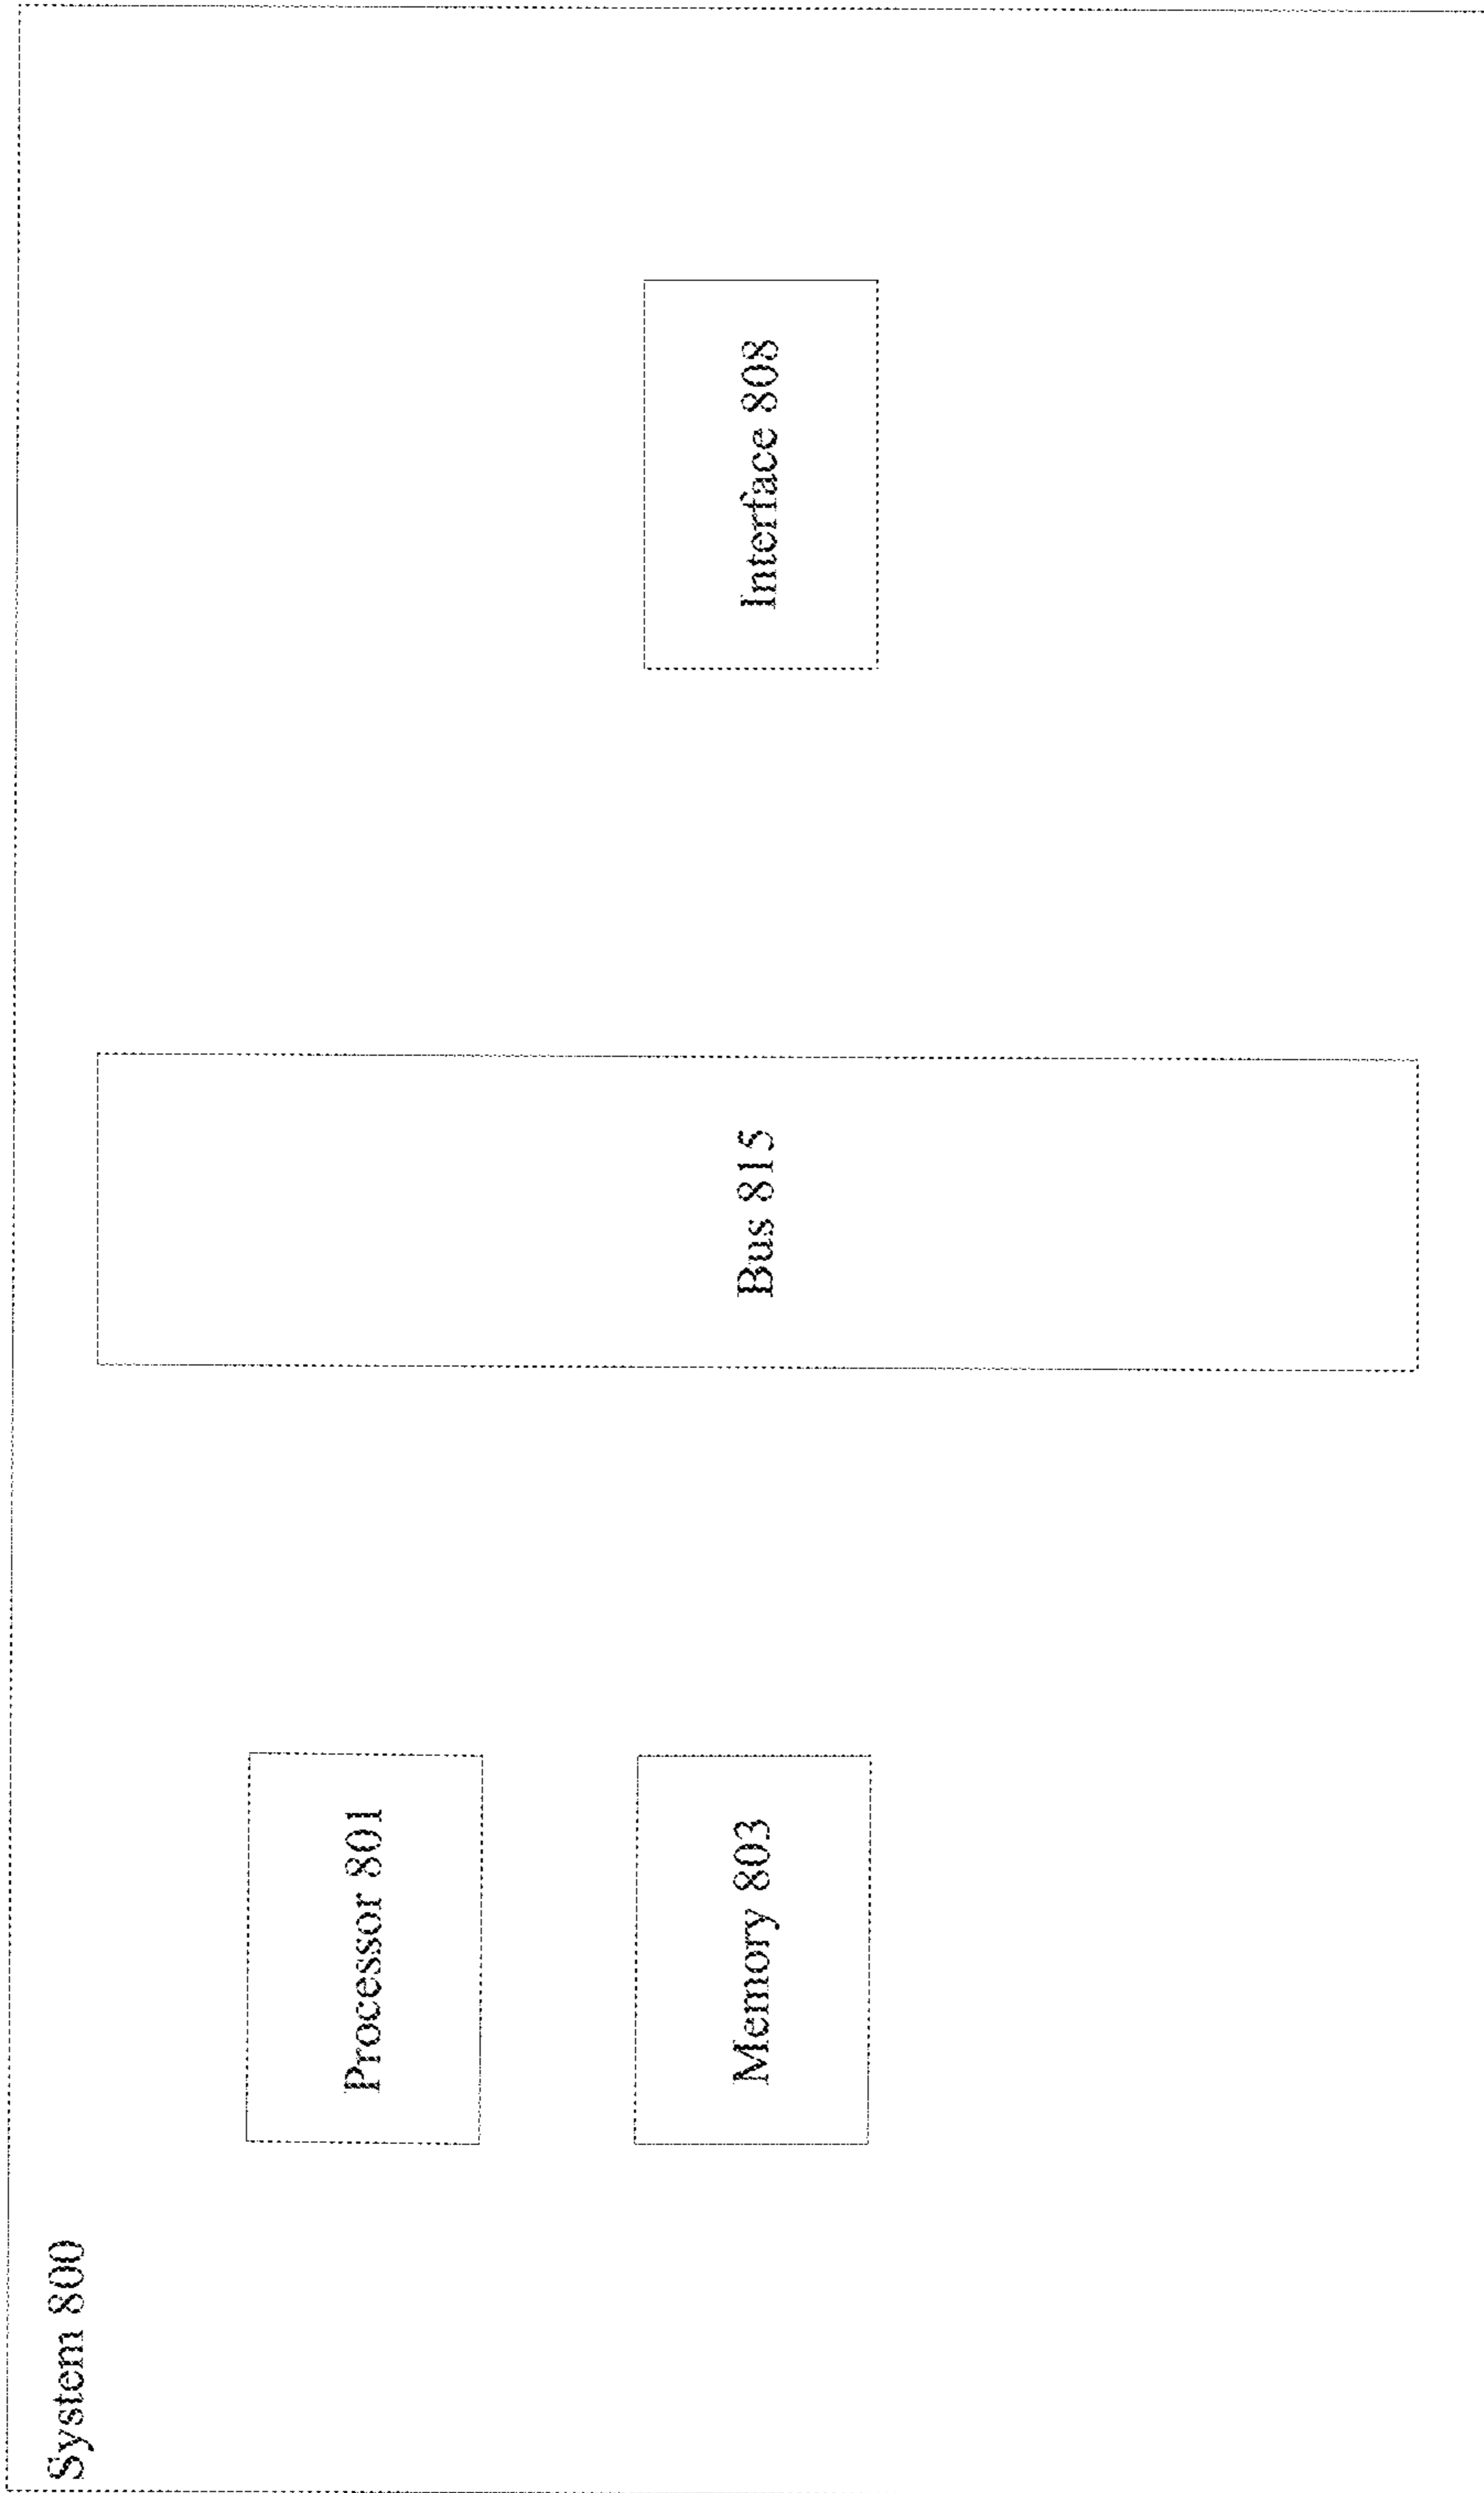 System 800
Processor 801
Memory 803
Bus 815
Interface 808